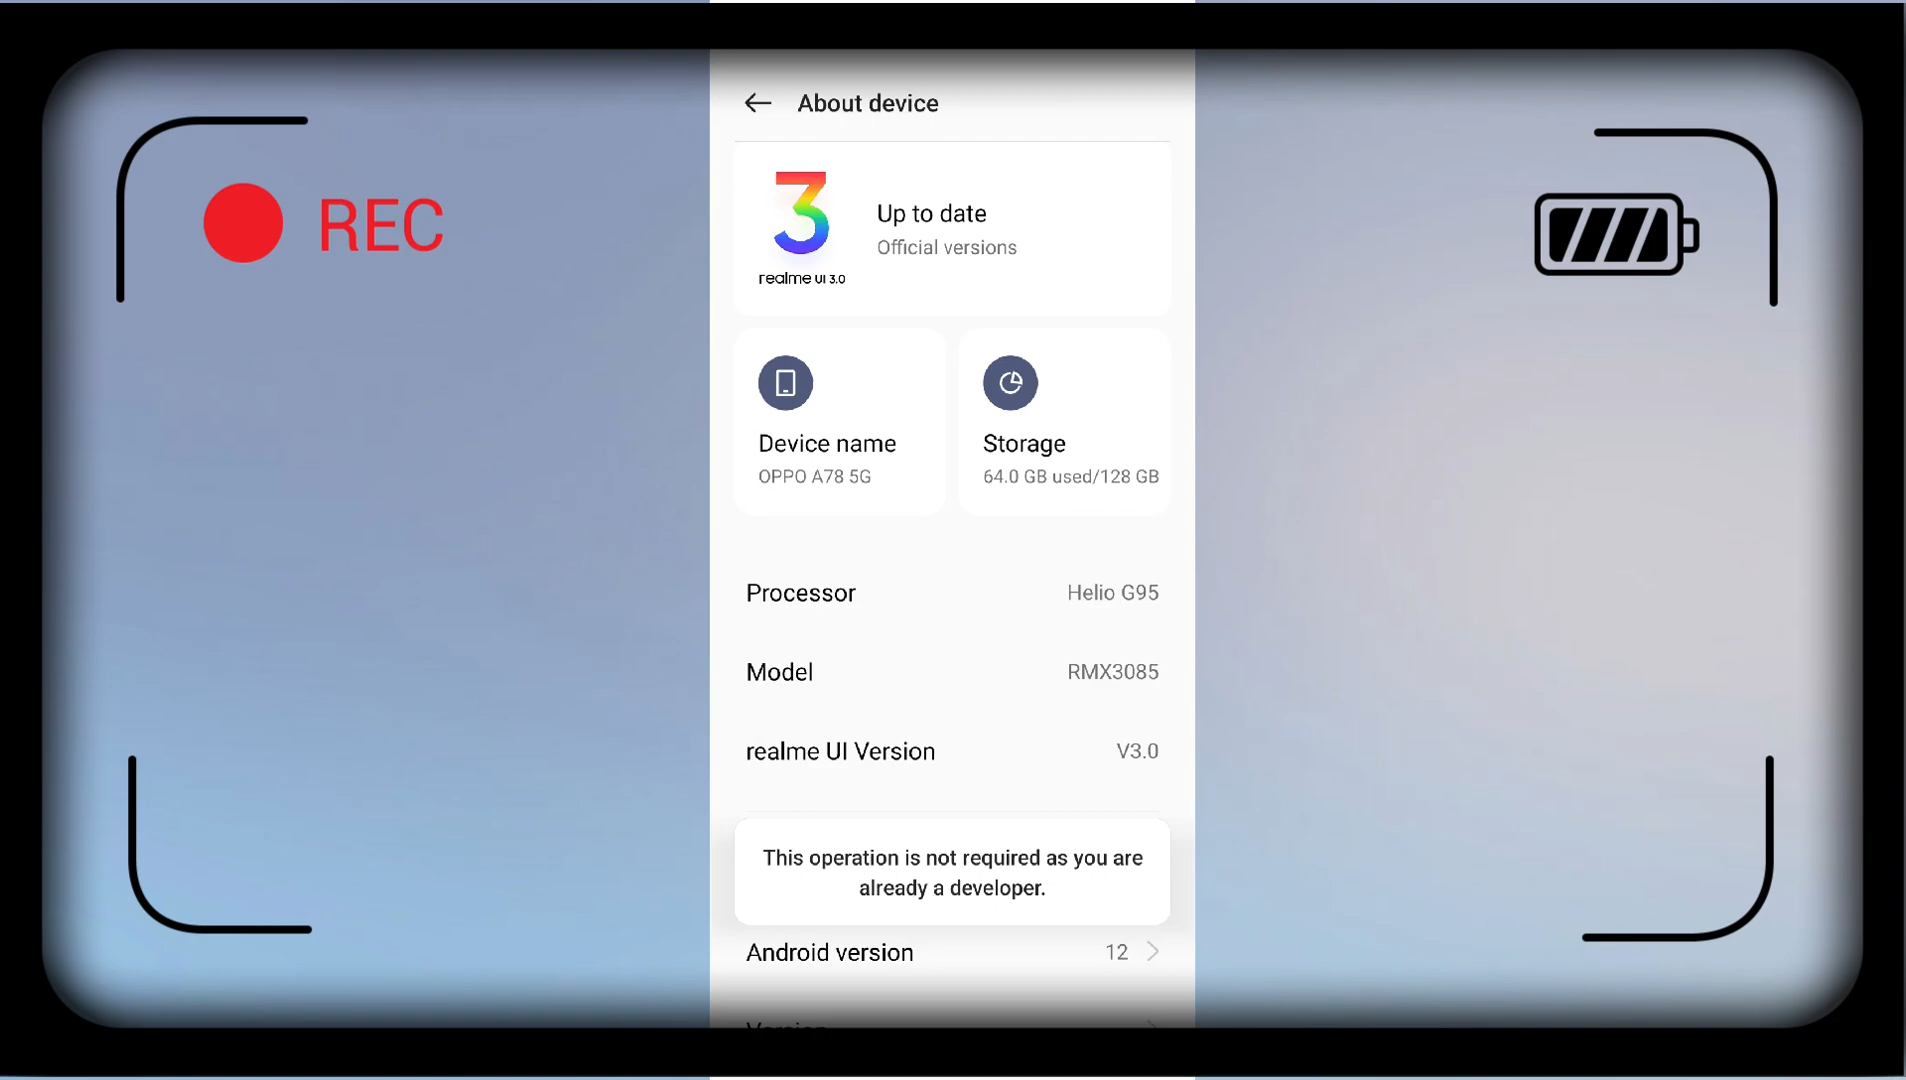 About device
REC
Up to date
Official versions
realme UI 3.0
Device name
OPPO A78 5G
Storage
64.0 GB used/128 GB
Processor
Helio G95
Model
RMX3085
realme UI Version
V3.0
This operation is not required as you are
already a developer.
Android version
12
Version